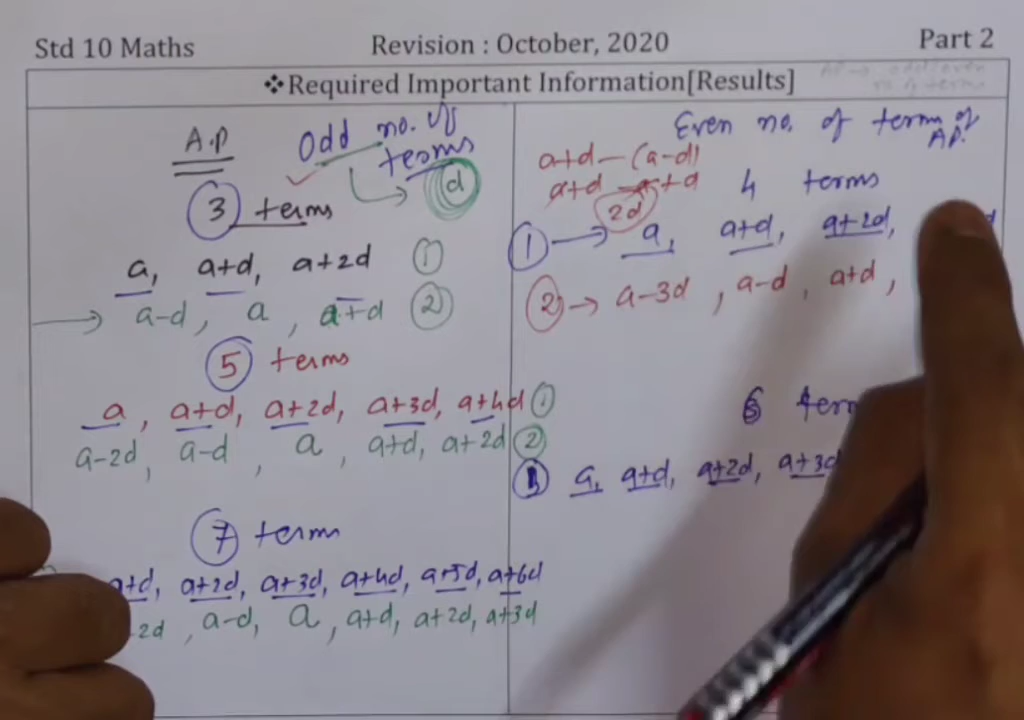 Std 10 Maths Revision : October, 2020 Part 2
❖Required Important Information[Results]
A.P Odd no. of terms
d
3 terms
a, a+d, a+2d ①
a-d, a, a+d ②
5 terms
a, a+d, a+2d, a+3d, a+4d ①
a-2d, a-d, a, a+d, a+2d ②
7 terms
a+d, a+2d, a+3d, a+4d, a+5d, a+6d
2d, a-d, a, a+d, a+2d, a+3d
Even no. of term of
AP.
a+d-(a-d)
a+d-a+d
2d
4 terms
① → a, a+d, a+2d, d
② → a-3d, a-d, a+d,
6 term
① a, a+d, a+2d, a+3d